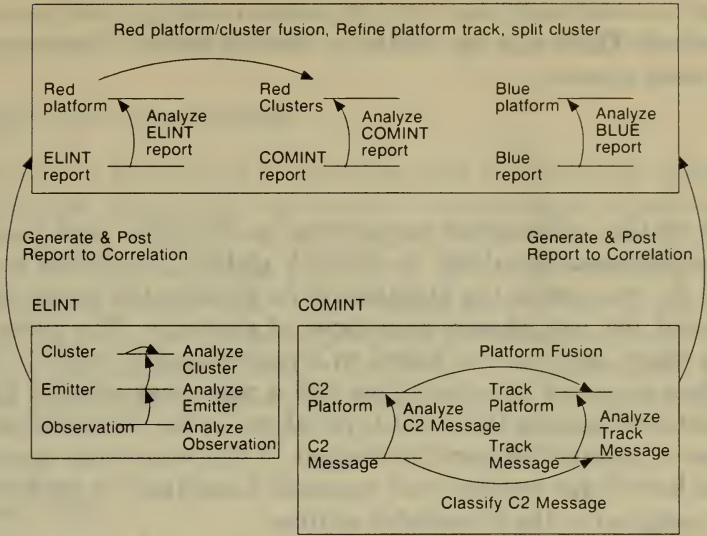 Red platform/cluster fusion, Refine platform track, split cluster
Red
platform
Analyze
ELINT
report
ELINT
report
Red
Clusters
Analyze
COMINT
report
COMINT
report
Blue
platform
Analyze
BLUE
report
Blue
report
Generate & Post
Report to Correlation
Generate & Post
Report to Correlation
ELINT
Cluster
Analyze
Cluster
Emitter
Analyze
Emitter
Observation
Analyze
Observation
COMINT
Platform Fusion
C2
Platform
Analyze
C2 Message
C2
Message
Track
Platform
Analyze
Track
Message
Track
Message
Classify C2 Message